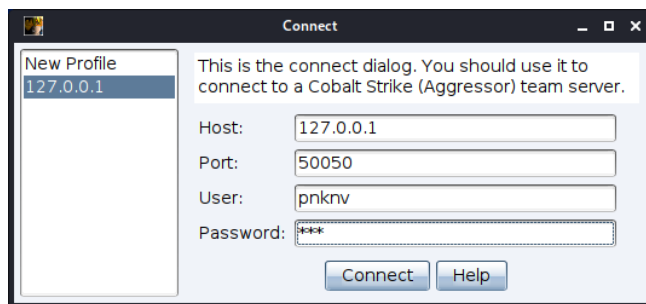 Connect
New Profile
127.0.0.1
This is the connect dialog. You should use it to
connect to a Cobalt Strike (Aggressor) team server.
Host: 127.0.0.1
Port: 50050
User: pnknv
Password: ***
Connect Help